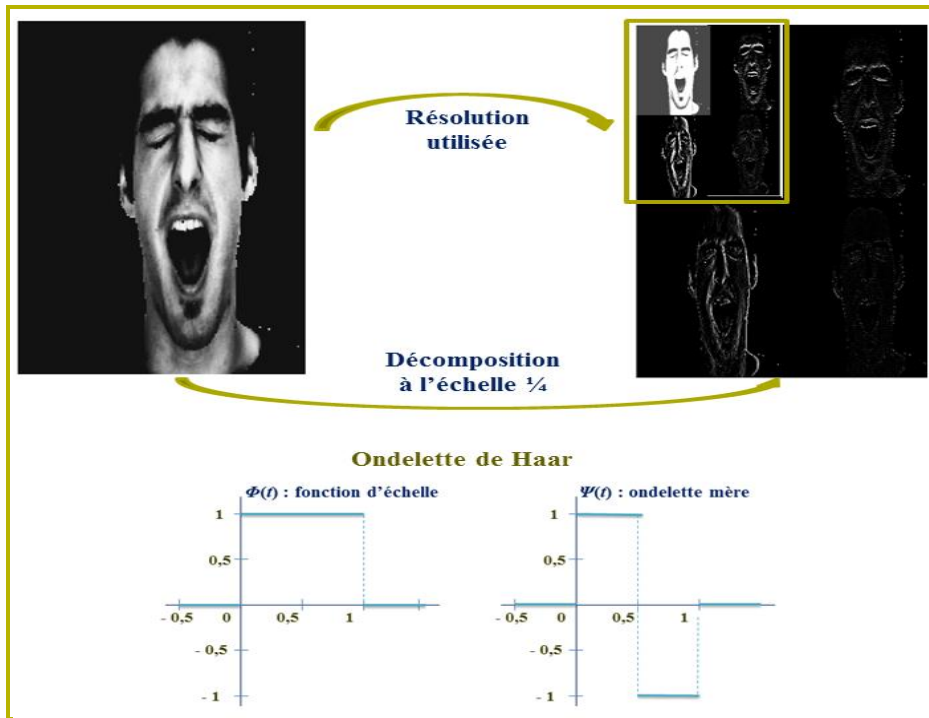 Résolution
utilisée
Décomposition
à l'échelle ¼
Ondelette de Haar
Φ(t) : fonction d'échelle
1
0,5
- 0,5
0
0,5
1
- 0,5
- 1
Ψ(t) : ondelette mère
1
0,5
- 0,5
0
0,5
1
- 0,5
- 1